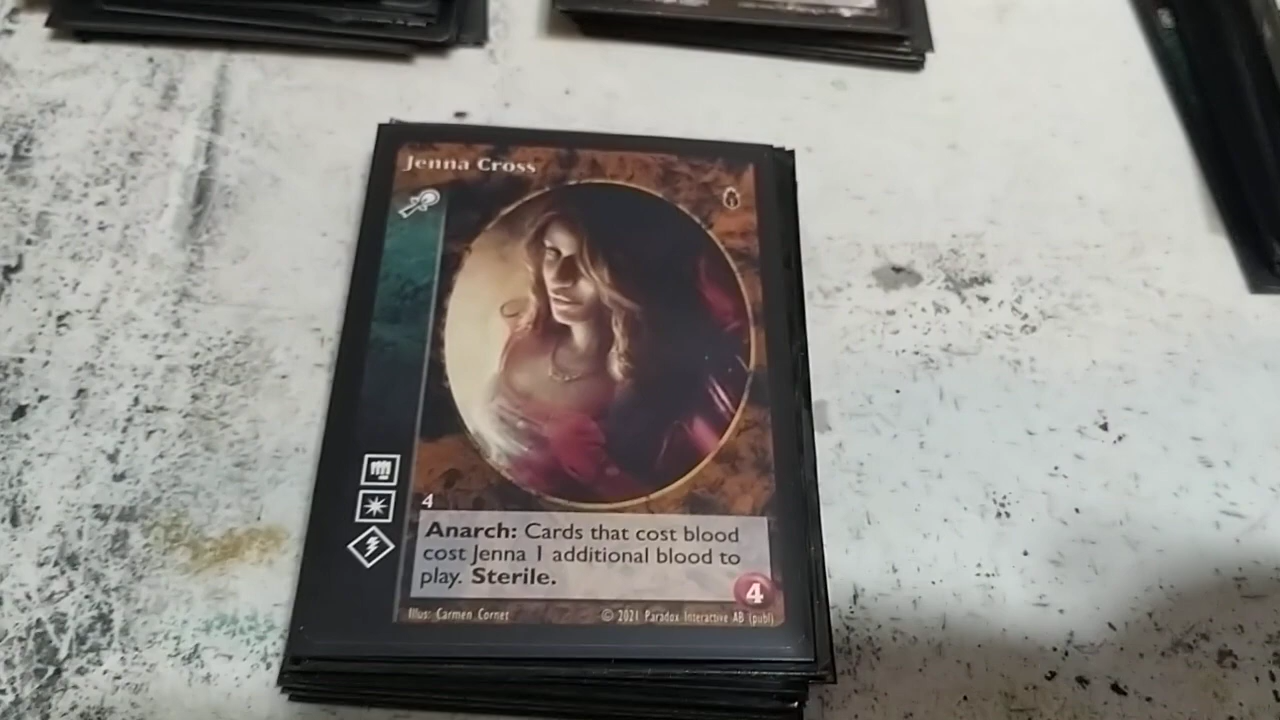 Jenna Cross
4
Anarch: Cards that cost blood
cost Jenna 1 additional blood to
play. Sterile.
4
Illus: Carmen Cornet © 2021 Paradox Interactive AB (publ)